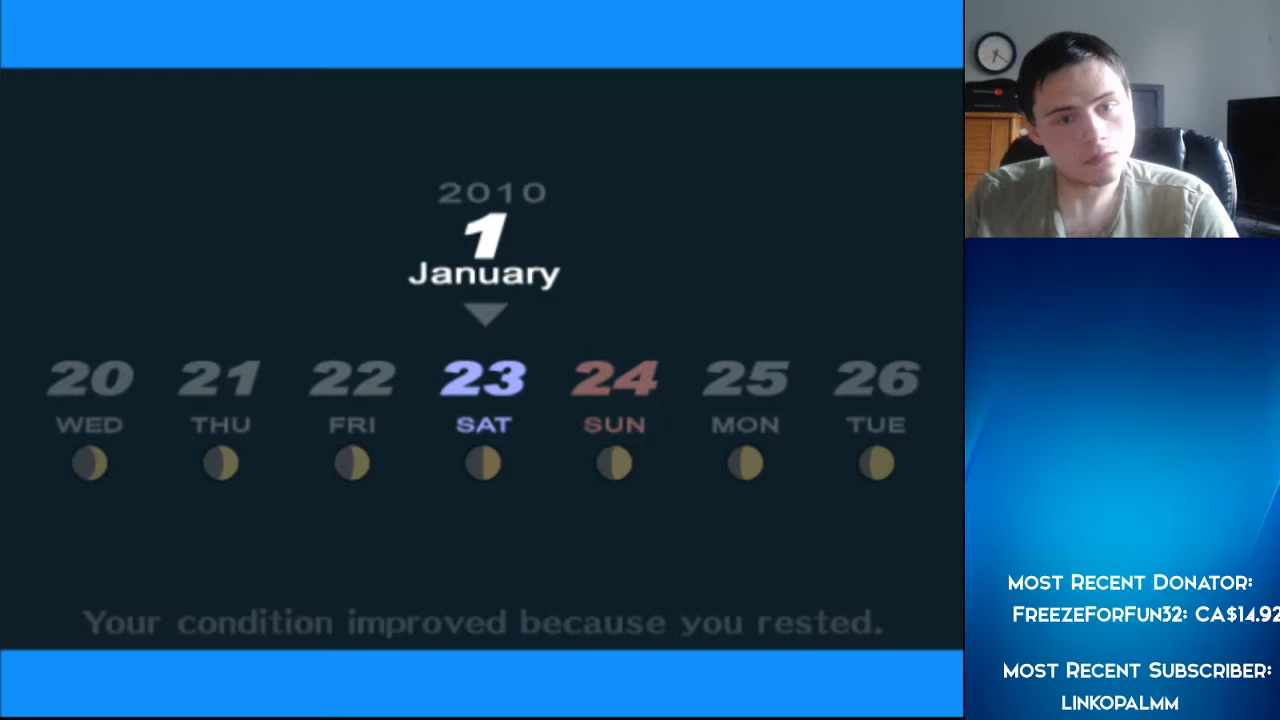 2010
1
January
20 21 22 23 24 25 26
WED THU FRI SAT SUN MON TUE
Your condition improved because you rested.
Most Recent Donator:
FreezeForFun32: CA$14.92
Most Recent Subscriber:
linkopalmm